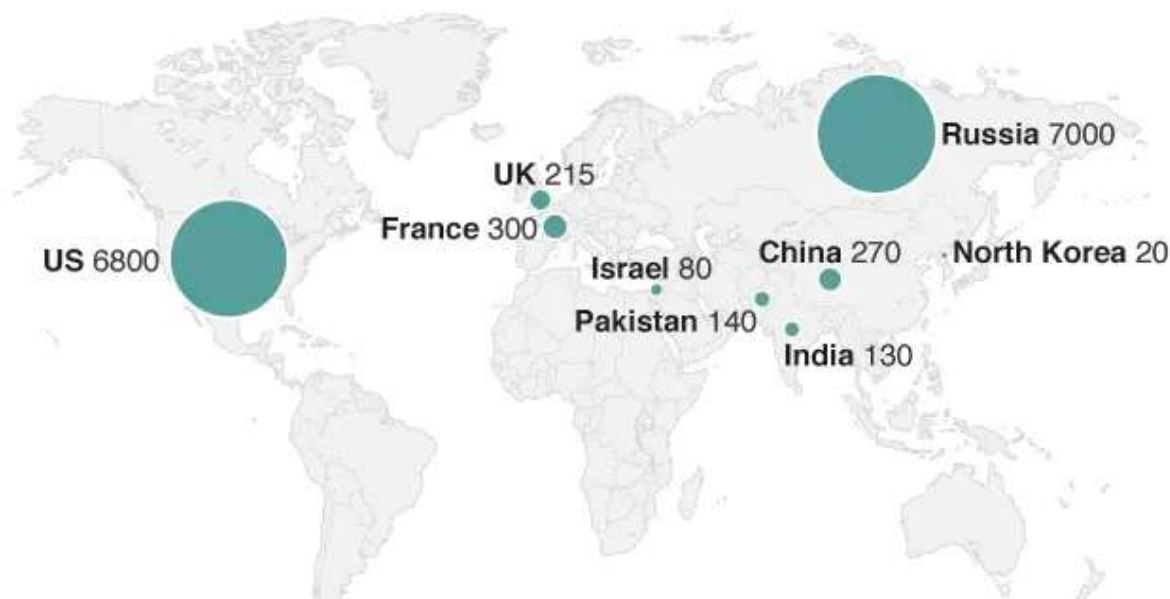 Russia 7000
UK 215
France 300
US 6800
Israel 80
China 270
North Korea 20
Pakistan 140
India 130